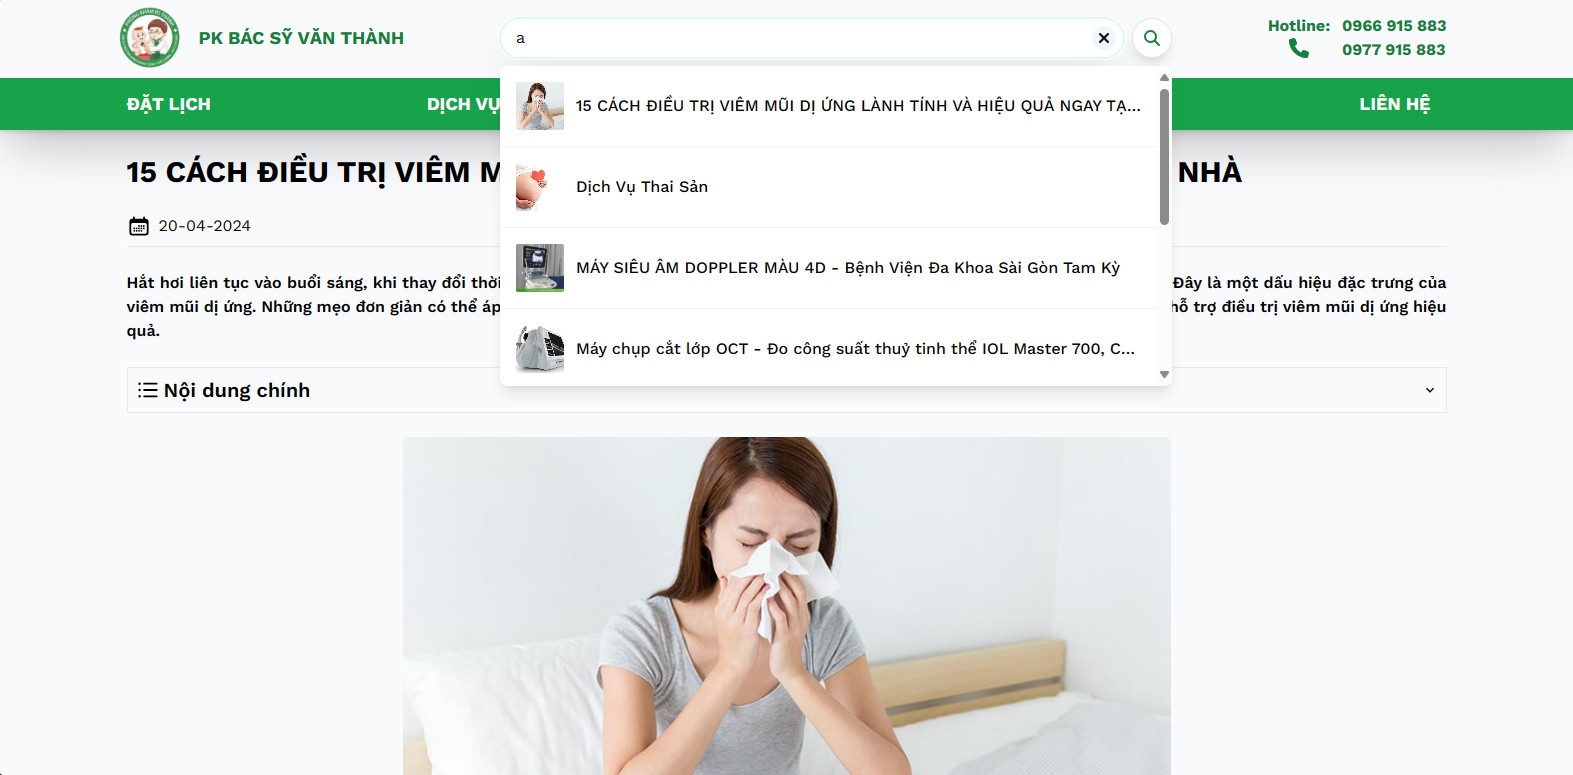 PK BÁC SỸ VĂN THÀNH
a
Hotline: 0966 915 883
0977 915 883
ĐẶT LỊCH
DỊCH VỤ
LIÊN HỆ
15 CÁCH ĐIỀU TRỊ VIÊM MŨI DỊ ỨNG LÀNH TÍNH VÀ HIỆU QUẢ NGAY TẠ...
Dịch Vụ Thai Sản
MÁY SIÊU ÂM DOPPLER MÀU 4D - Bệnh Viện Đa Khoa Sài Gòn Tam Kỳ
Máy chụp cắt lớp OCT - Đo công suất thuỷ tinh thể IOL Master 700, C...
15 CÁCH ĐIỀU TRỊ VIÊM NHÀ
20-04-2024
Hắt hơi liên tục vào buổi sáng, khi thay đổi thời Đây là một dấu hiệu đặc trưng của
viêm mũi dị ứng. Những mẹo đơn giản có thể áp hỗ trợ điều trị viêm mũi dị ứng hiệu
quả.
Nội dung chính